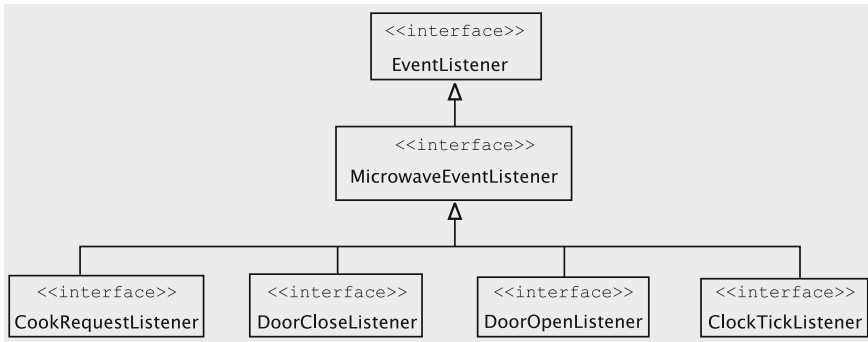 <<interface>>
EventListener
<<interface>>
MicrowaveEventListener
<<interface>>
CookRequestListener
<<interface>>
DoorCloseListener
<<interface>>
DoorOpenListener
<<interface>>
ClockTickListener